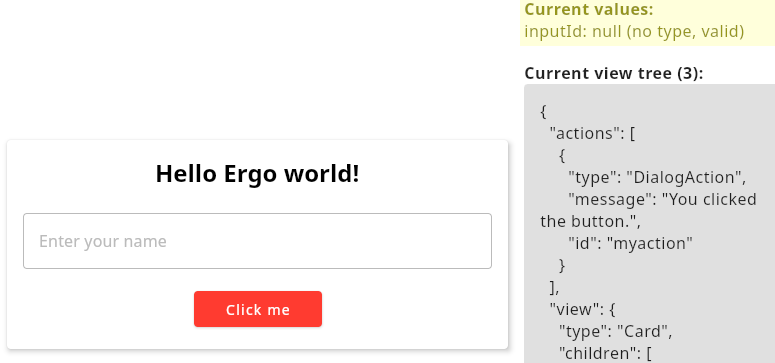 Current values:
inputId: null (no type, valid)
Current view tree (3):
{
"actions": [
{
"type": "DialogAction",
"message": "You clicked
the button.",
"id": "myaction"
}
],
"view": {
"type": "Card",
"children": [
Hello Ergo world!
Enter your name
Click me